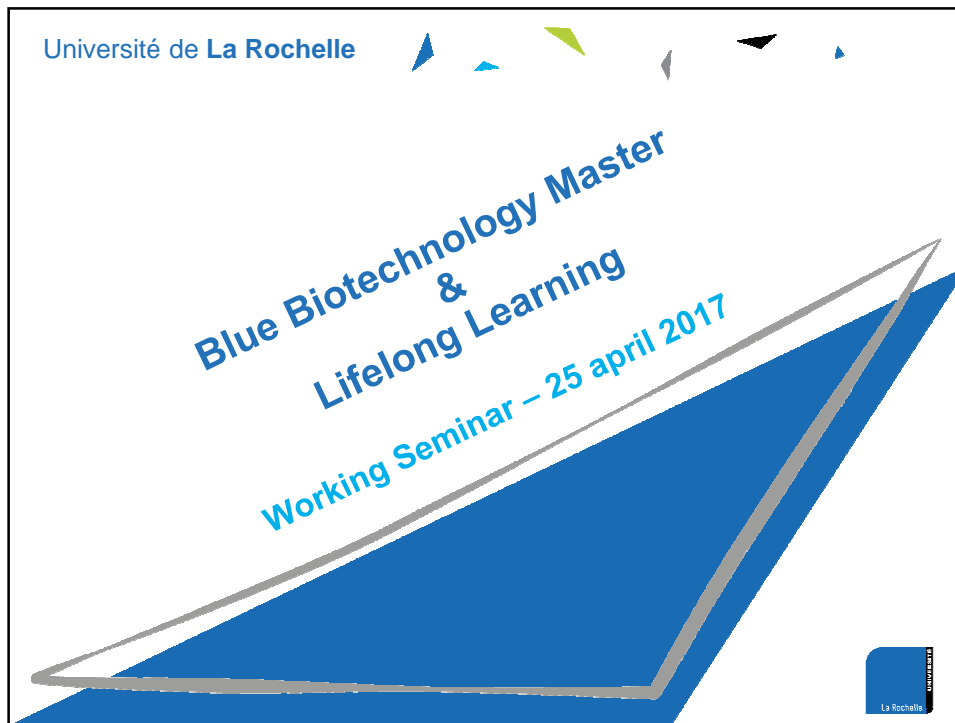 Université de La Rochelle
Blue Biotechnology Master
&
Lifelong Learning
Working Seminar – 25 april 2017
UNIVERSITÉ
La Rochelle